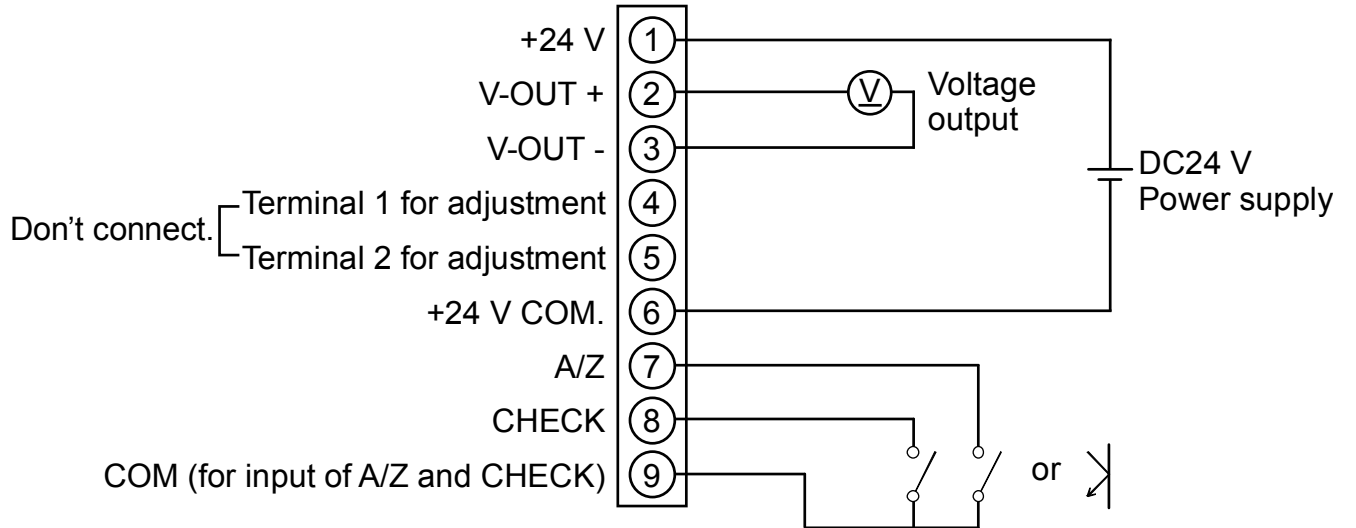 +24 V 1
V-OUT + 2 V Voltage
output
V-OUT - 3
DC24 V
Power supply
Don’t connect.
Terminal 1 for adjustment 4
Terminal 2 for adjustment 5
+24 V COM. 6
A/Z 7
CHECK 8
COM (for input of A/Z and CHECK) 9
or